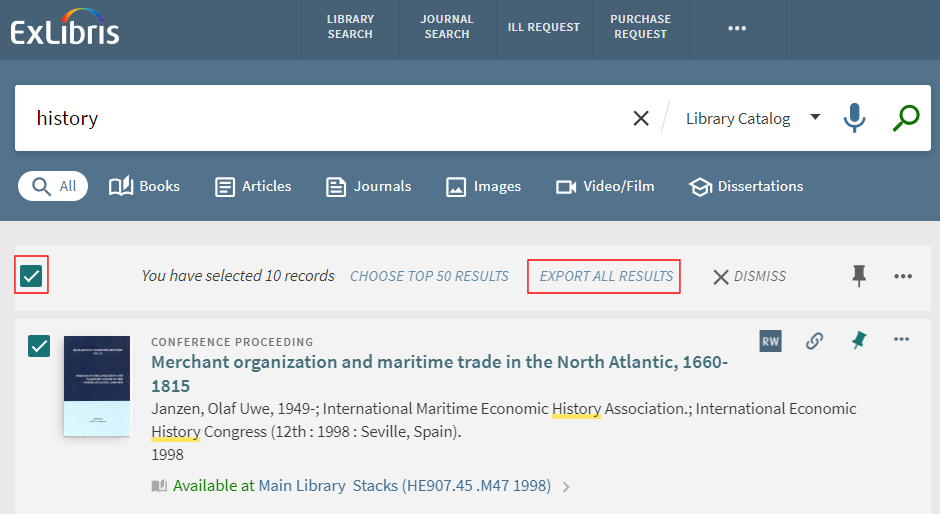 ExLibris
LIBRARY
SEARCH
JOURNAL
SEARCH
ILL REQUEST
PURCHASE
REQUEST
history
Library Catalog
All
Books
Articles
Journals
Images
Video/Film
Dissertations
You have selected 10 records
CHOOSE TOP 50 RESULTS
EXPORT ALL RESULTS
DISMISS
CONFERENCE PROCEEDING
RW
Merchant organization and maritime trade in the North Atlantic, 1660-
1815
Janzen, Olaf Uwe, 1949-; International Maritime Economic History Association.; International Economic
History Congress (12th : 1998 : Seville, Spain).
1998
Available at Main Library Stacks (HE907.45 .M47 1998)